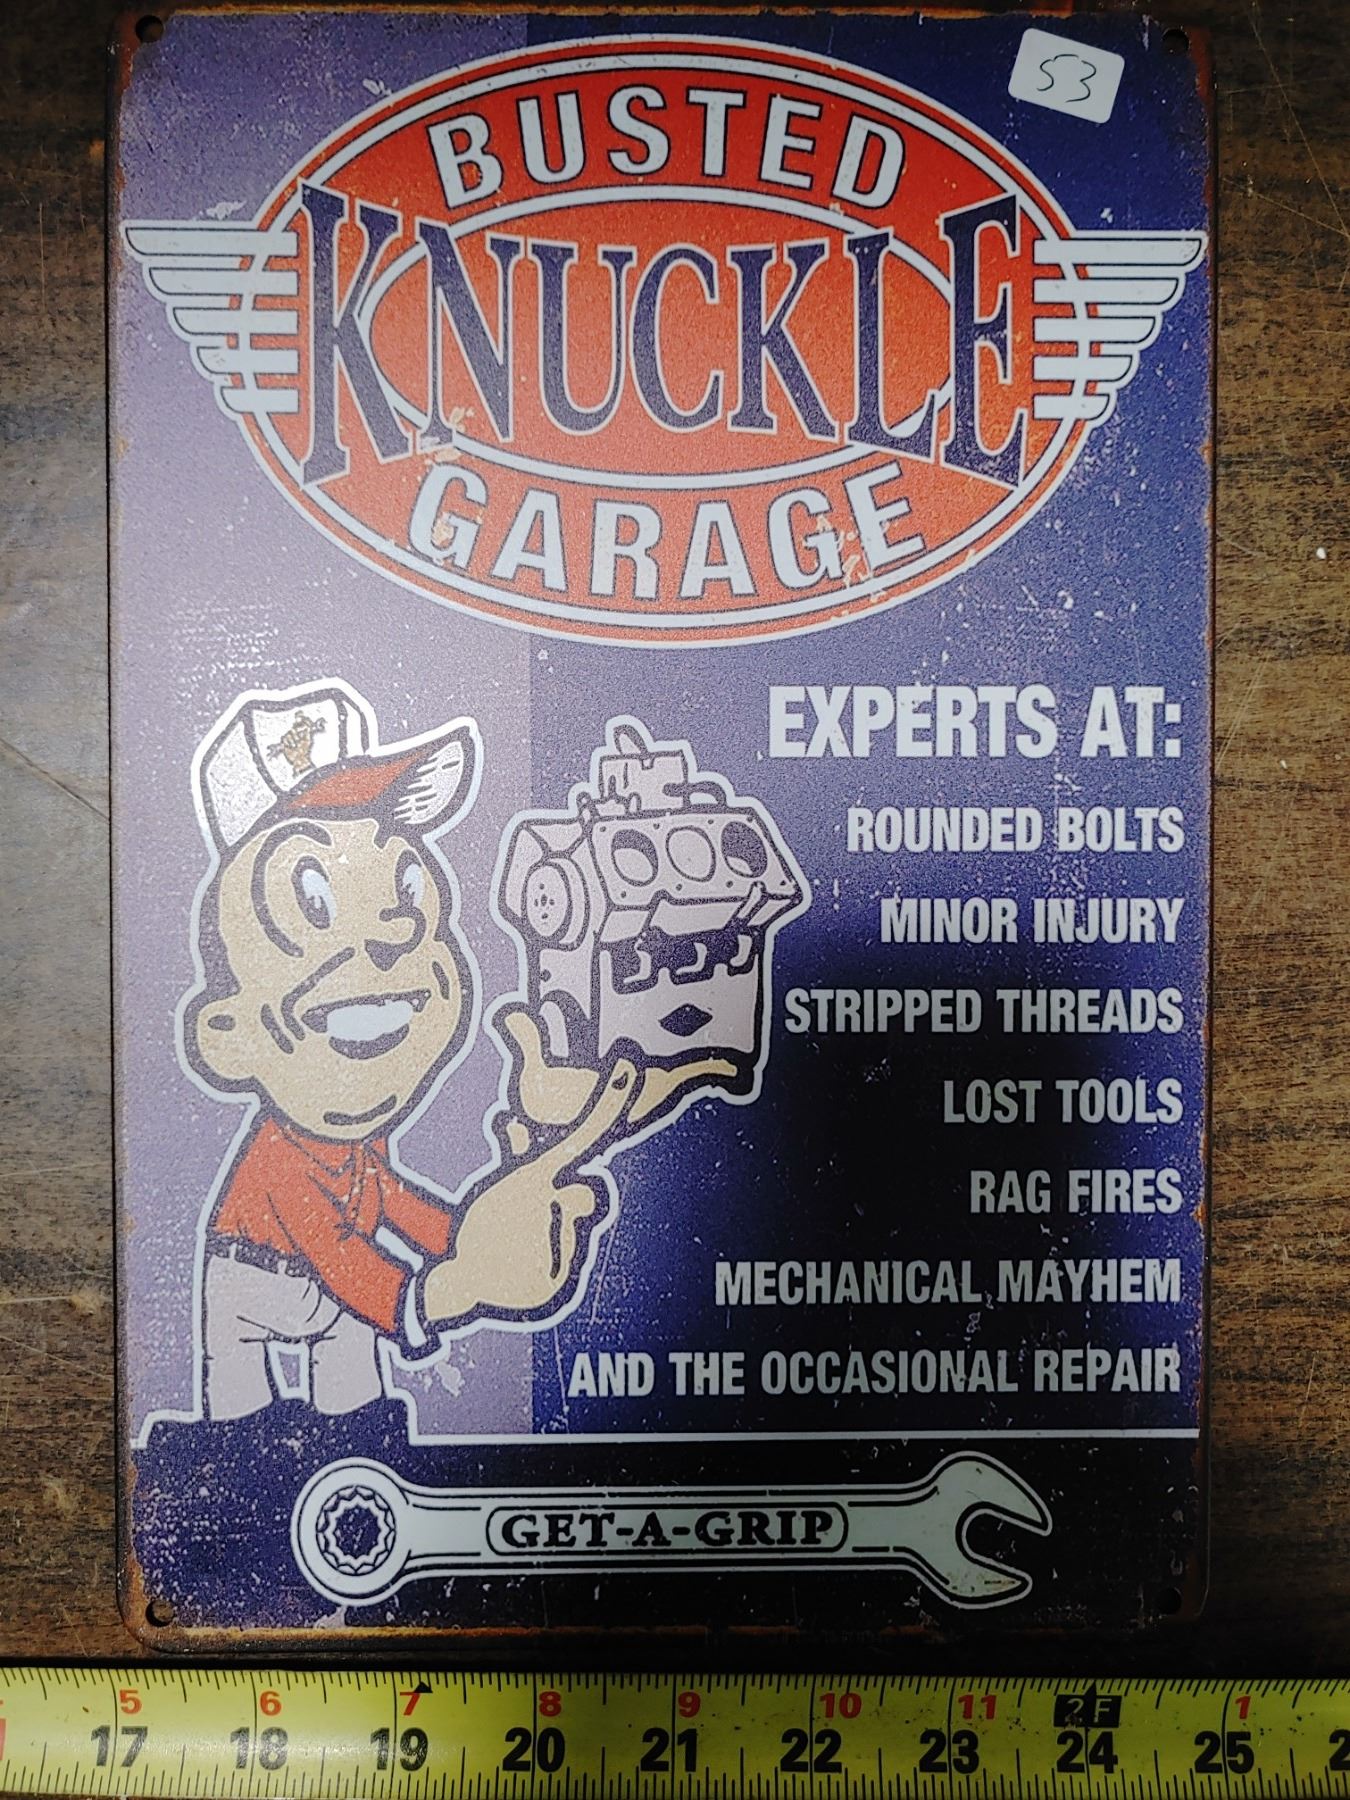 53
BUSTED
KNUCKLE
GARAGE
EXPERTS AT:
ROUNDED BOLTS
MINOR INJURY
STRIPPED THREADS
LOST TOOLS
RAG FIRES
MECHANICAL MAYHEM
AND THE OCCASIONAL REPAIR
GET-A-GRIP
5 6 7 8 9 10 11 2F 1
17 18 19 20 21 22 23 24 25